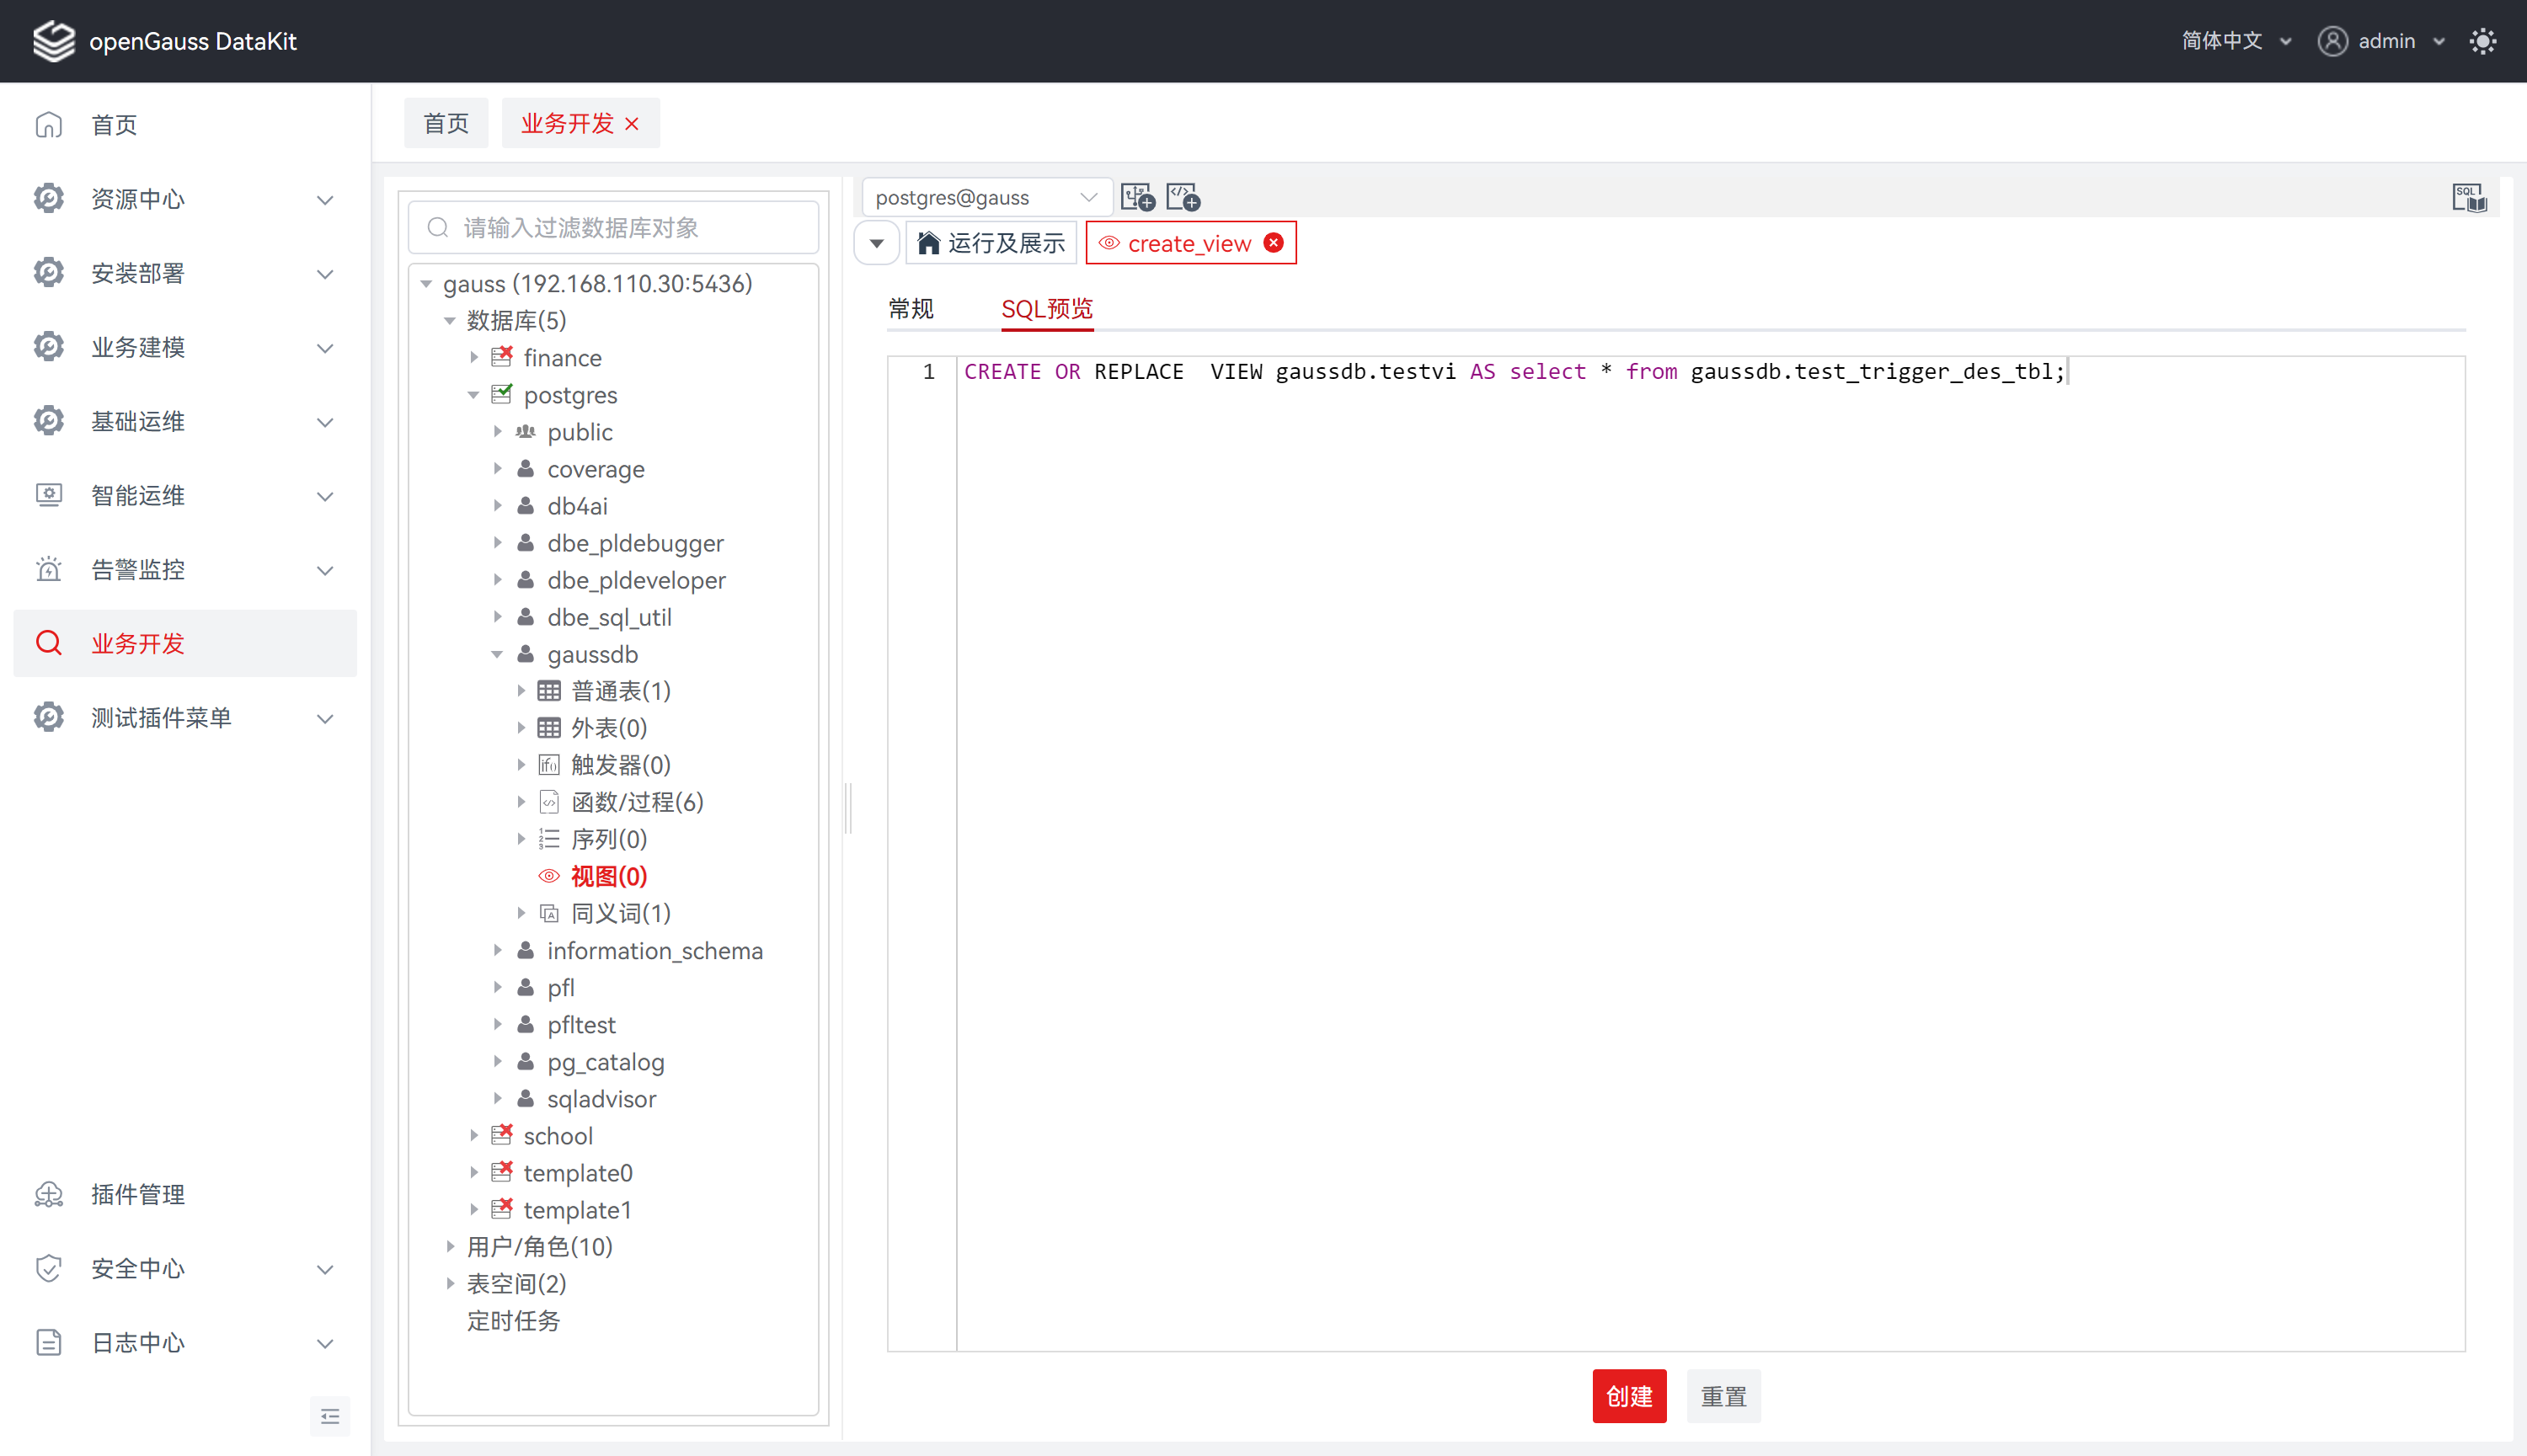 openGauss DataKit
简体中文
admin
首页
资源中心
安装部署
业务建模
基础运维
智能运维
告警监控
业务开发
测试插件菜单
插件管理
安全中心
日志中心
首页
业务开发
请输入过滤数据库对象
gauss (192.168.110.30:5436)
数据库(5)
finance
postgres
public
coverage
db4ai
dbe_pldebugger
dbe_pldeveloper
dbe_sql_util
gaussdb
普通表(1)
外表(0)
触发器(0)
函数/过程(6)
序列(0)
视图(0)
同义词(1)
information_schema
pfl
pfltest
pg_catalog
sqladvisor
school
template0
template1
用户/角色(10)
表空间(2)
定时任务
postgres@gauss
SQL
运行及展示
create_view
常规
SQL预览
1
CREATE OR REPLACE  VIEW gaussdb.testvi AS select * from gaussdb.test_trigger_des_tbl;
创建
重置